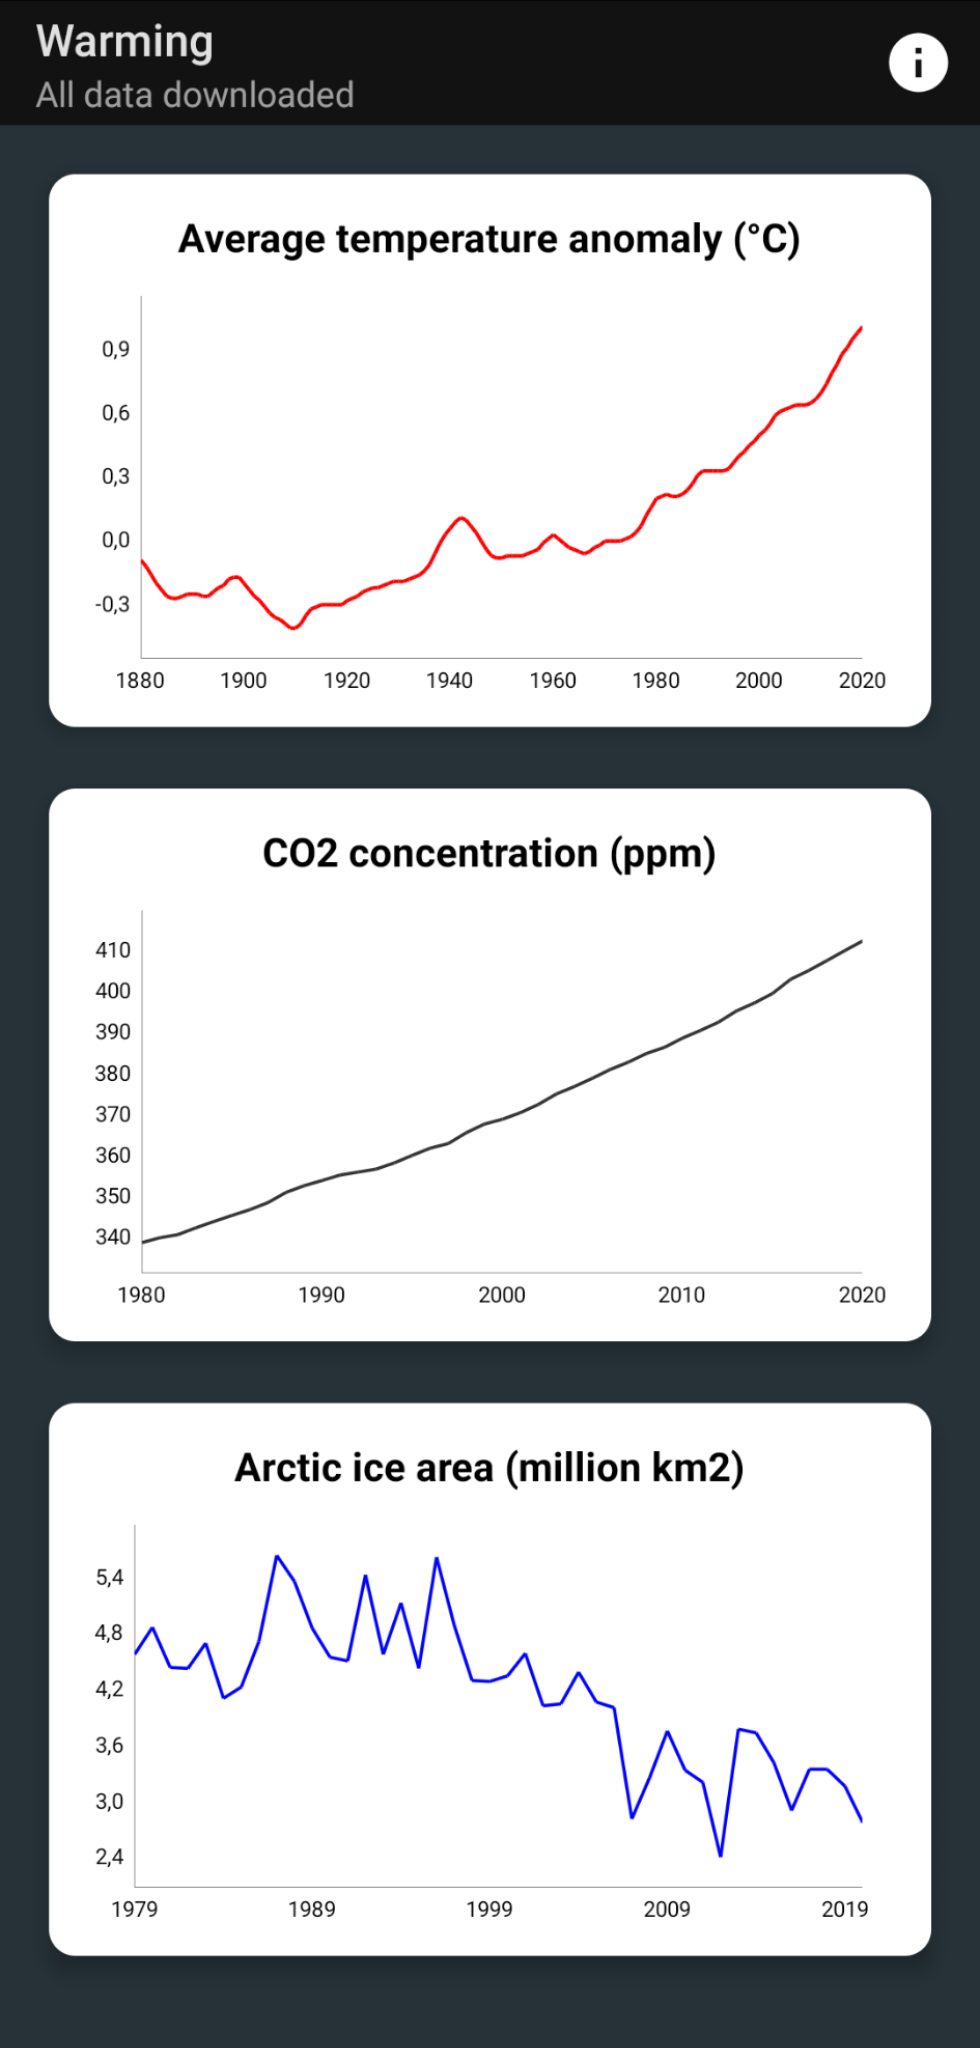 Warming
All data downloaded
i
Average temperature anomaly (°C)
0,9
0,6
0,3
0,0
-0,3
1880 1900 1920 1940 1960 1980 2000 2020
CO2 concentration (ppm)
410
400
390
380
370
360
350
340
1980 1990 2000 2010 2020
Arctic ice area (million km2)
5,4
4,8
4,2
3,6
3,0
2,4
1979 1989 1999 2009 2019